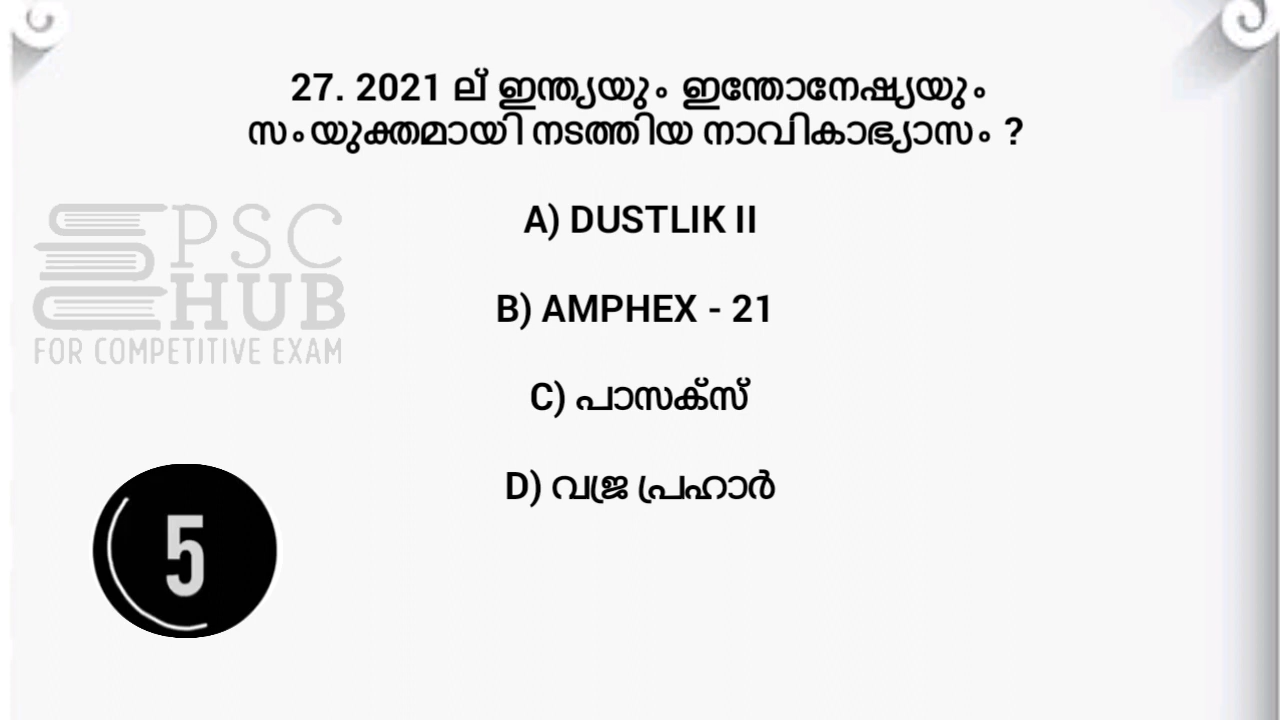 27. 2021 ല് ഇന്ത്യയും ഇന്തോനേഷ്യയും
സംയുക്തമായി നടത്തിയ നാവികാഭ്യാസം ?
A) DUSTLIK II
B) AMPHEX - 21
C) പാസക്സ്
D) വജ്ര പ്രഹാർ
PSC
HUB
FOR COMPETITIVE EXAM
5